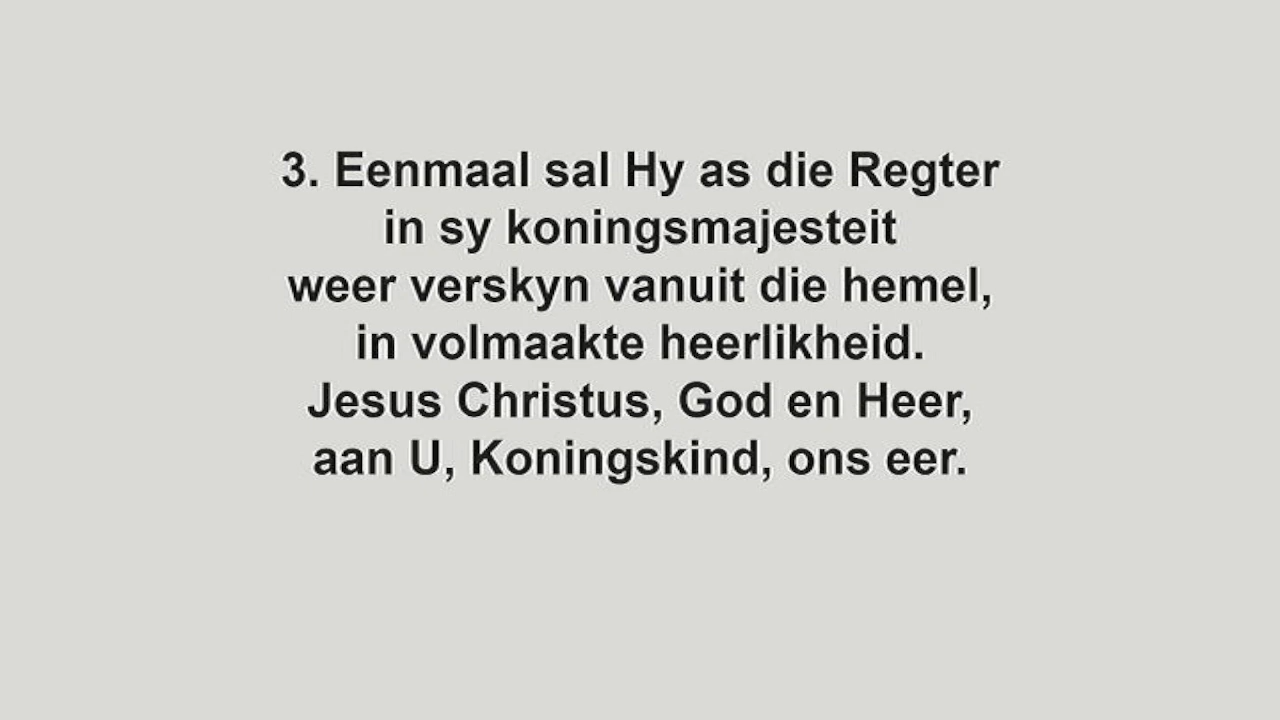 3. Eenmaal sal Hy as die Regter
in sy koningsmajesteit
weer verskyn vanuit die hemel,
in volmaakte heerlikheid.
Jesus Christus, God en Heer,
aan U, Koningskind, ons eer.